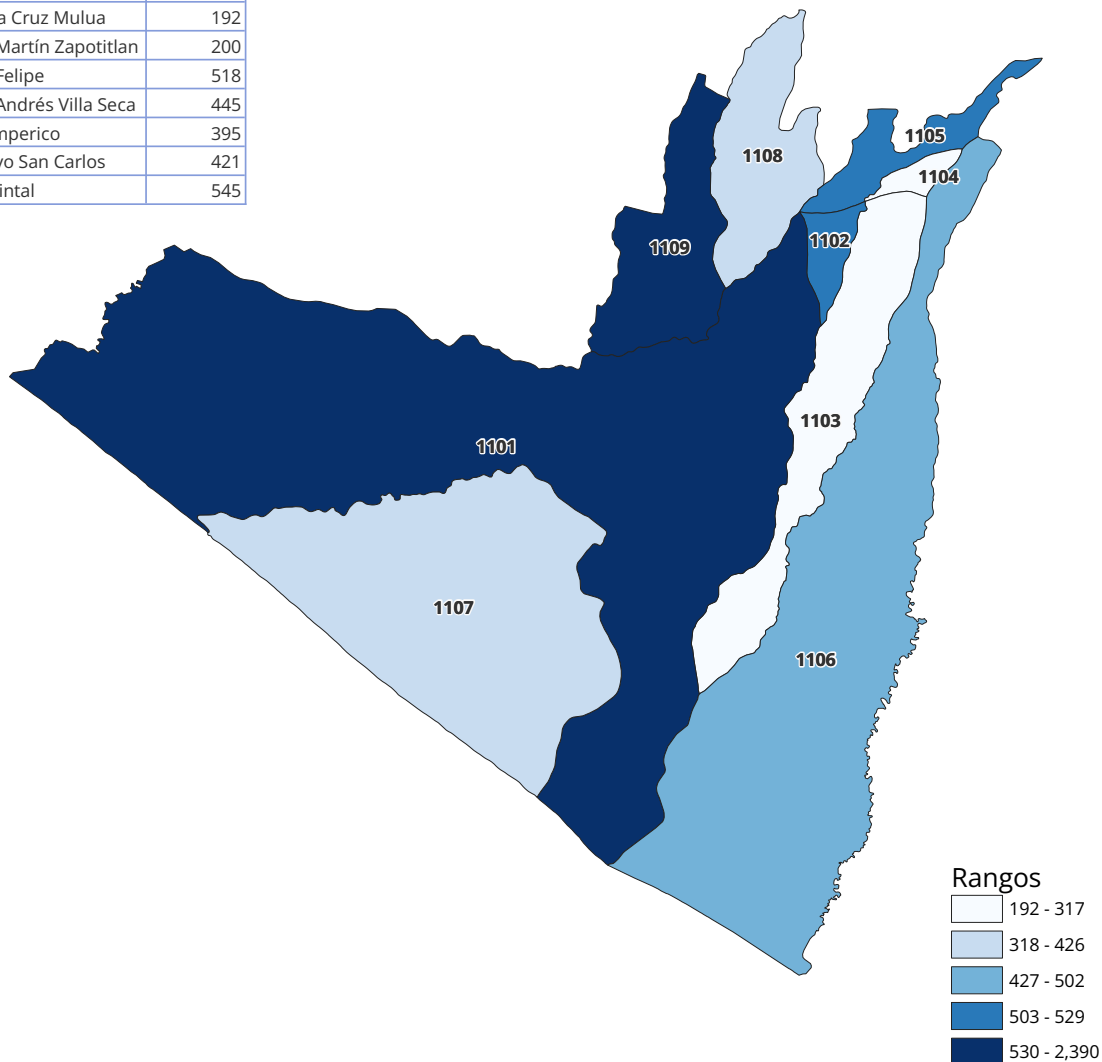 a Cruz Mulua 192
Martín Zapotitlan 200
Felipe 518
Andrés Villa Seca 445
mperico 395
vo San Carlos 421
intal 545
1108
1105
1104
1109
1102
1103
1101
1107
1106
Rangos
192 - 317
318 - 426
427 - 502
503 - 529
530 - 2,390